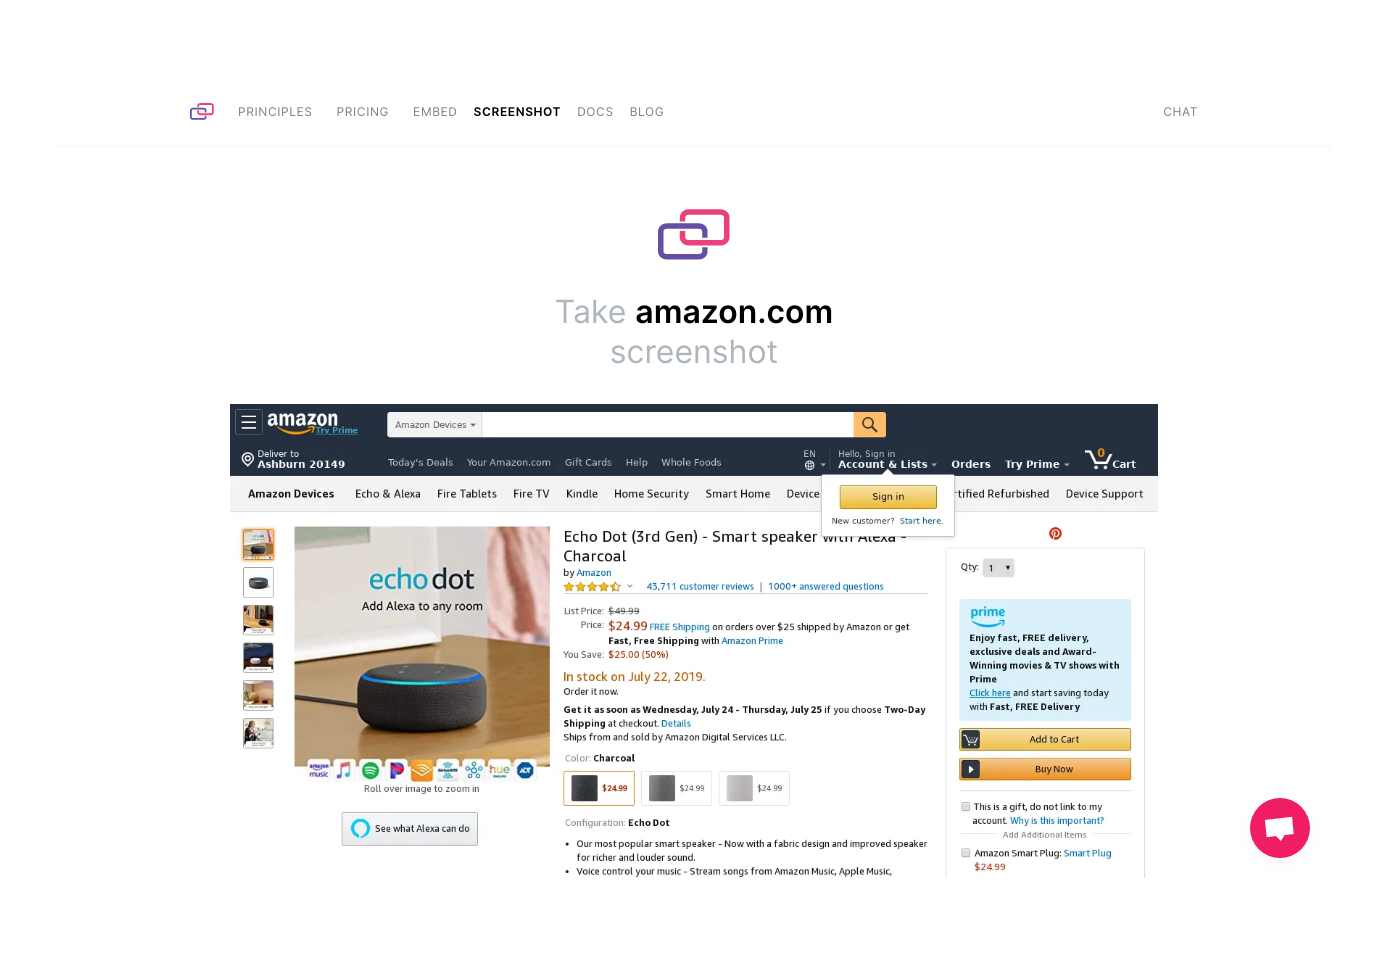 PRINCIPLES PRICING EMBED SCREENSHOT DOCS BLOG CHAT
Take amazon.com
screenshot
amazon
Try Prime
Amazon Devices
Deliver to
Ashburn 20149
Today's Deals Your Amazon.com Gift Cards Help Whole Foods
EN
Hello, Sign in
Account & Lists Orders Try Prime 0 Cart
Amazon Devices Echo & Alexa Fire Tablets Fire TV Kindle Home Security Smart Home Device rtified Refurbished Device Support
Sign in
New customer? Start here.
Echo Dot (3rd Gen) - Smart speaker with Alexa -
Charcoal
by Amazon
43,711 customer reviews | 1000+ answered questions
List Price: $49.99
Price: $24.99 FREE Shipping on orders over $25 shipped by Amazon or get
Fast, Free Shipping with Amazon Prime
You Save: $25.00 (50%)
In stock on July 22, 2019.
Order it now.
Get it as soon as Wednesday, July 24 - Thursday, July 25 if you choose Two-Day
Shipping at checkout. Details
Ships from and sold by Amazon Digital Services LLC.
Color: Charcoal
$24.99 $24.99 $24.99
Configuration: Echo Dot
• Our most popular smart speaker - Now with a fabric design and improved speaker
for richer and louder sound.
• Voice control your music - Stream songs from Amazon Music, Apple Music,
echo dot
Add Alexa to any room
amazon
music
hue
ADT
Roll over image to zoom in
See what Alexa can do
Qty: 1
prime
Enjoy fast, FREE delivery,
exclusive deals and Award-
Winning movies & TV shows with
Prime
Click here and start saving today
with Fast, FREE Delivery
Add to Cart
Buy Now
This is a gift, do not link to my
account. Why is this important?
Add Additional Items
Amazon Smart Plug: Smart Plug
$24.99